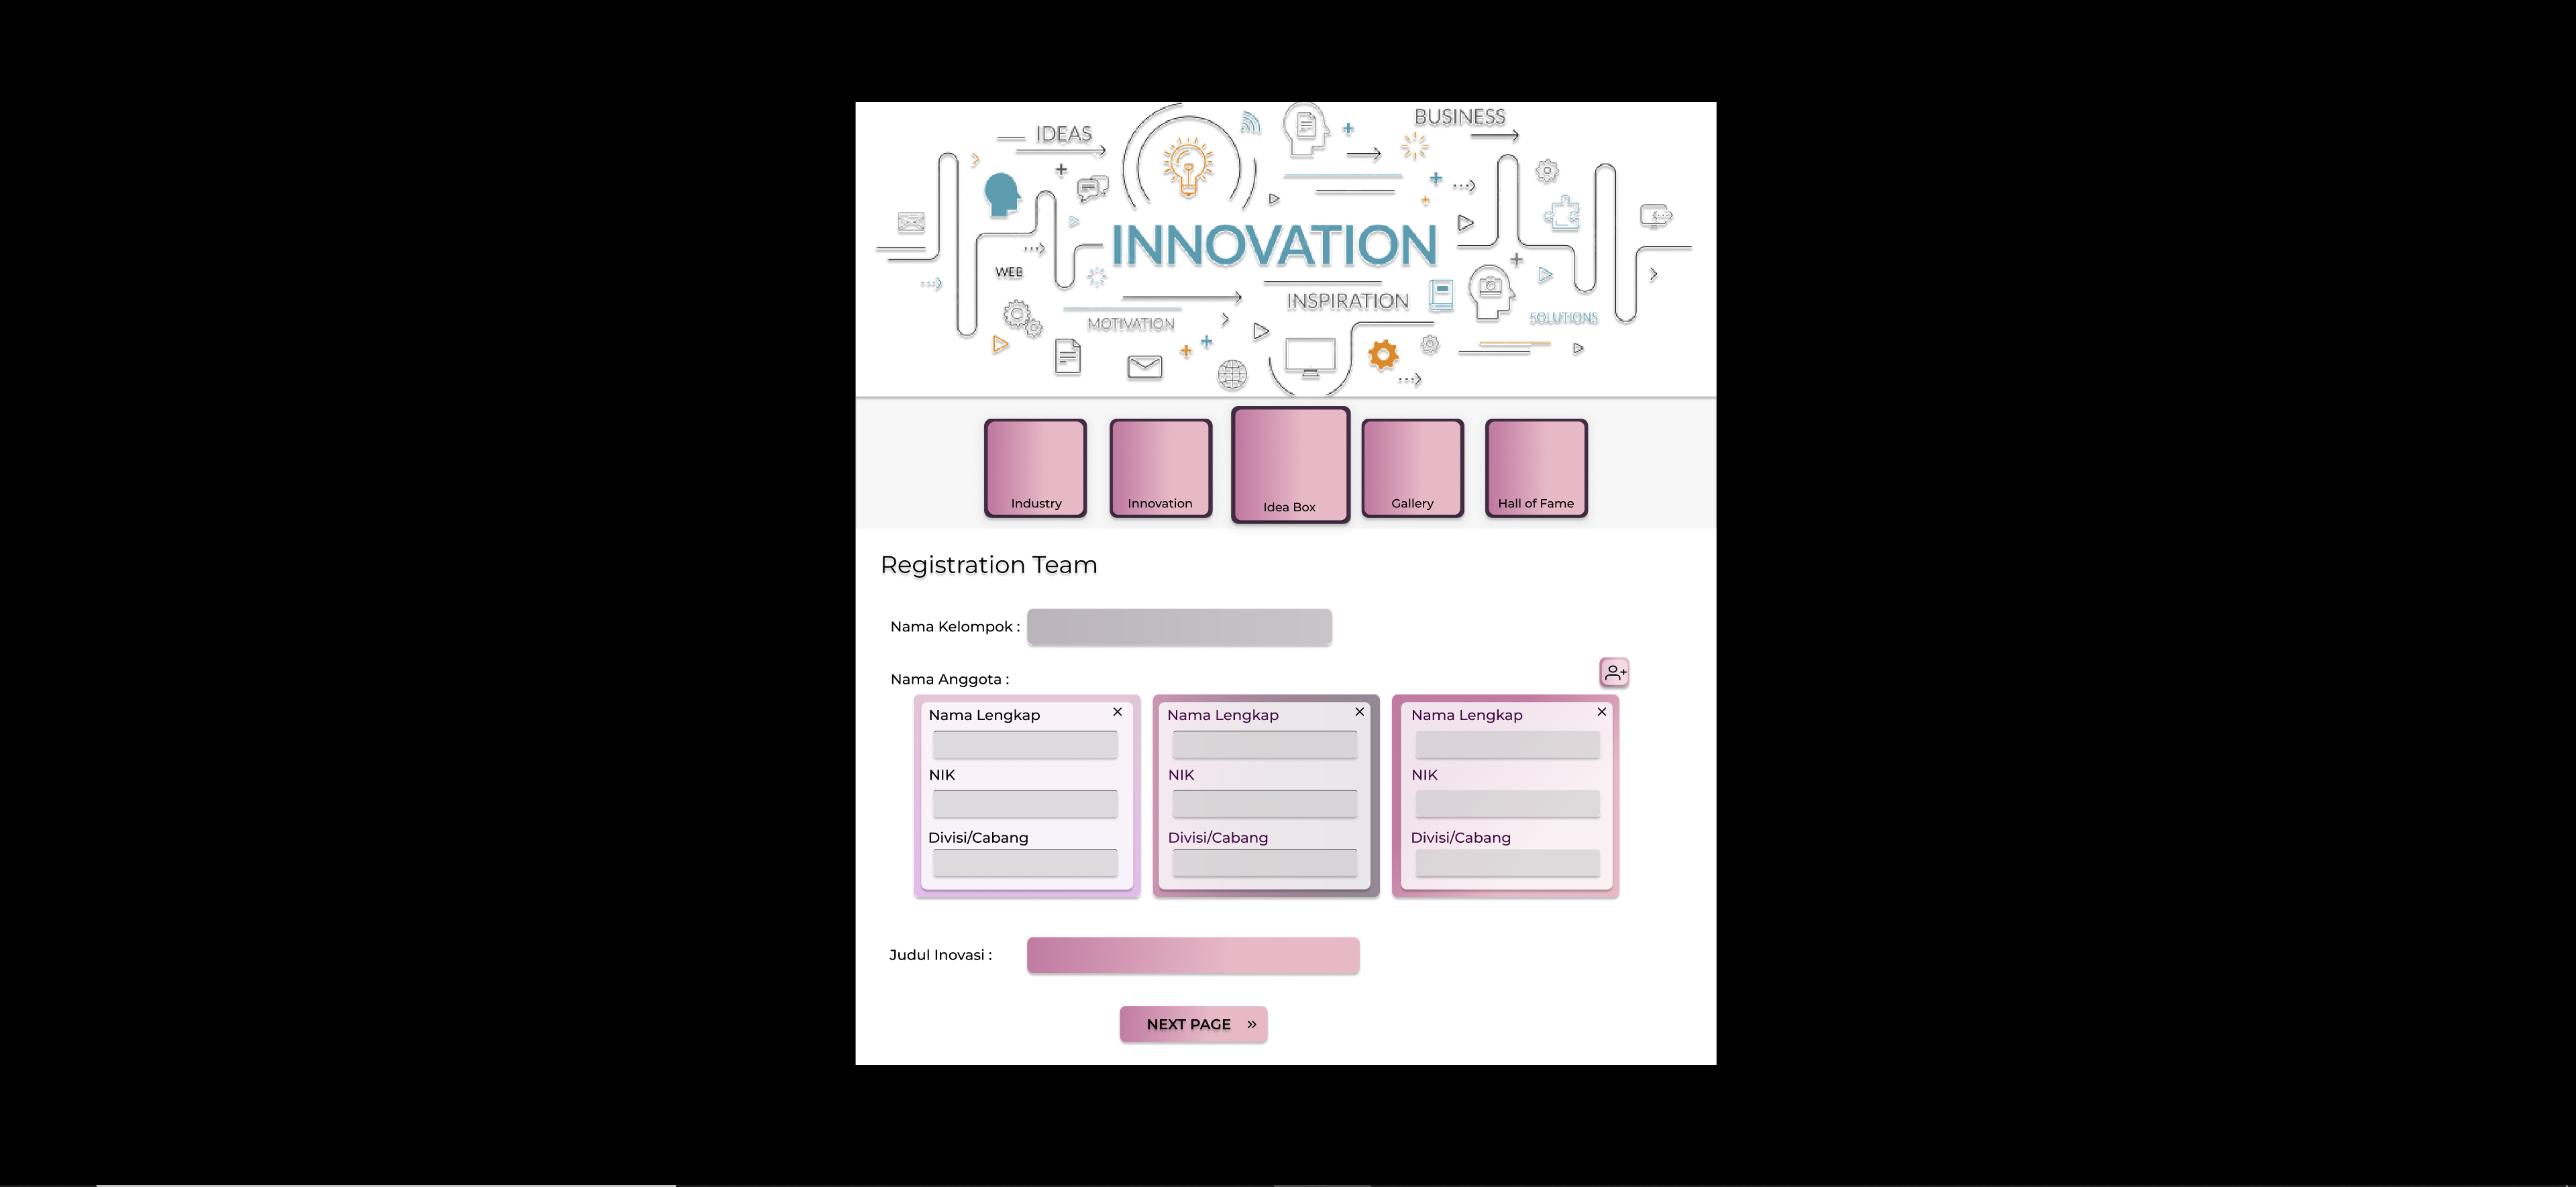 IDEAS
BUSINESS
INNOVATION
WEB
INSPIRATION
MOTIVATION
SOLUTIONS
Industry
Innovation
Idea Box
Gallery
Hall of Fame
Registration Team
Nama Kelompok :
Nama Anggota :
Nama Lengkap
NIK
Divisi/Cabang
Nama Lengkap
NIK
Divisi/Cabang
Nama Lengkap
NIK
Divisi/Cabang
Judul Inovasi :
NEXT PAGE »